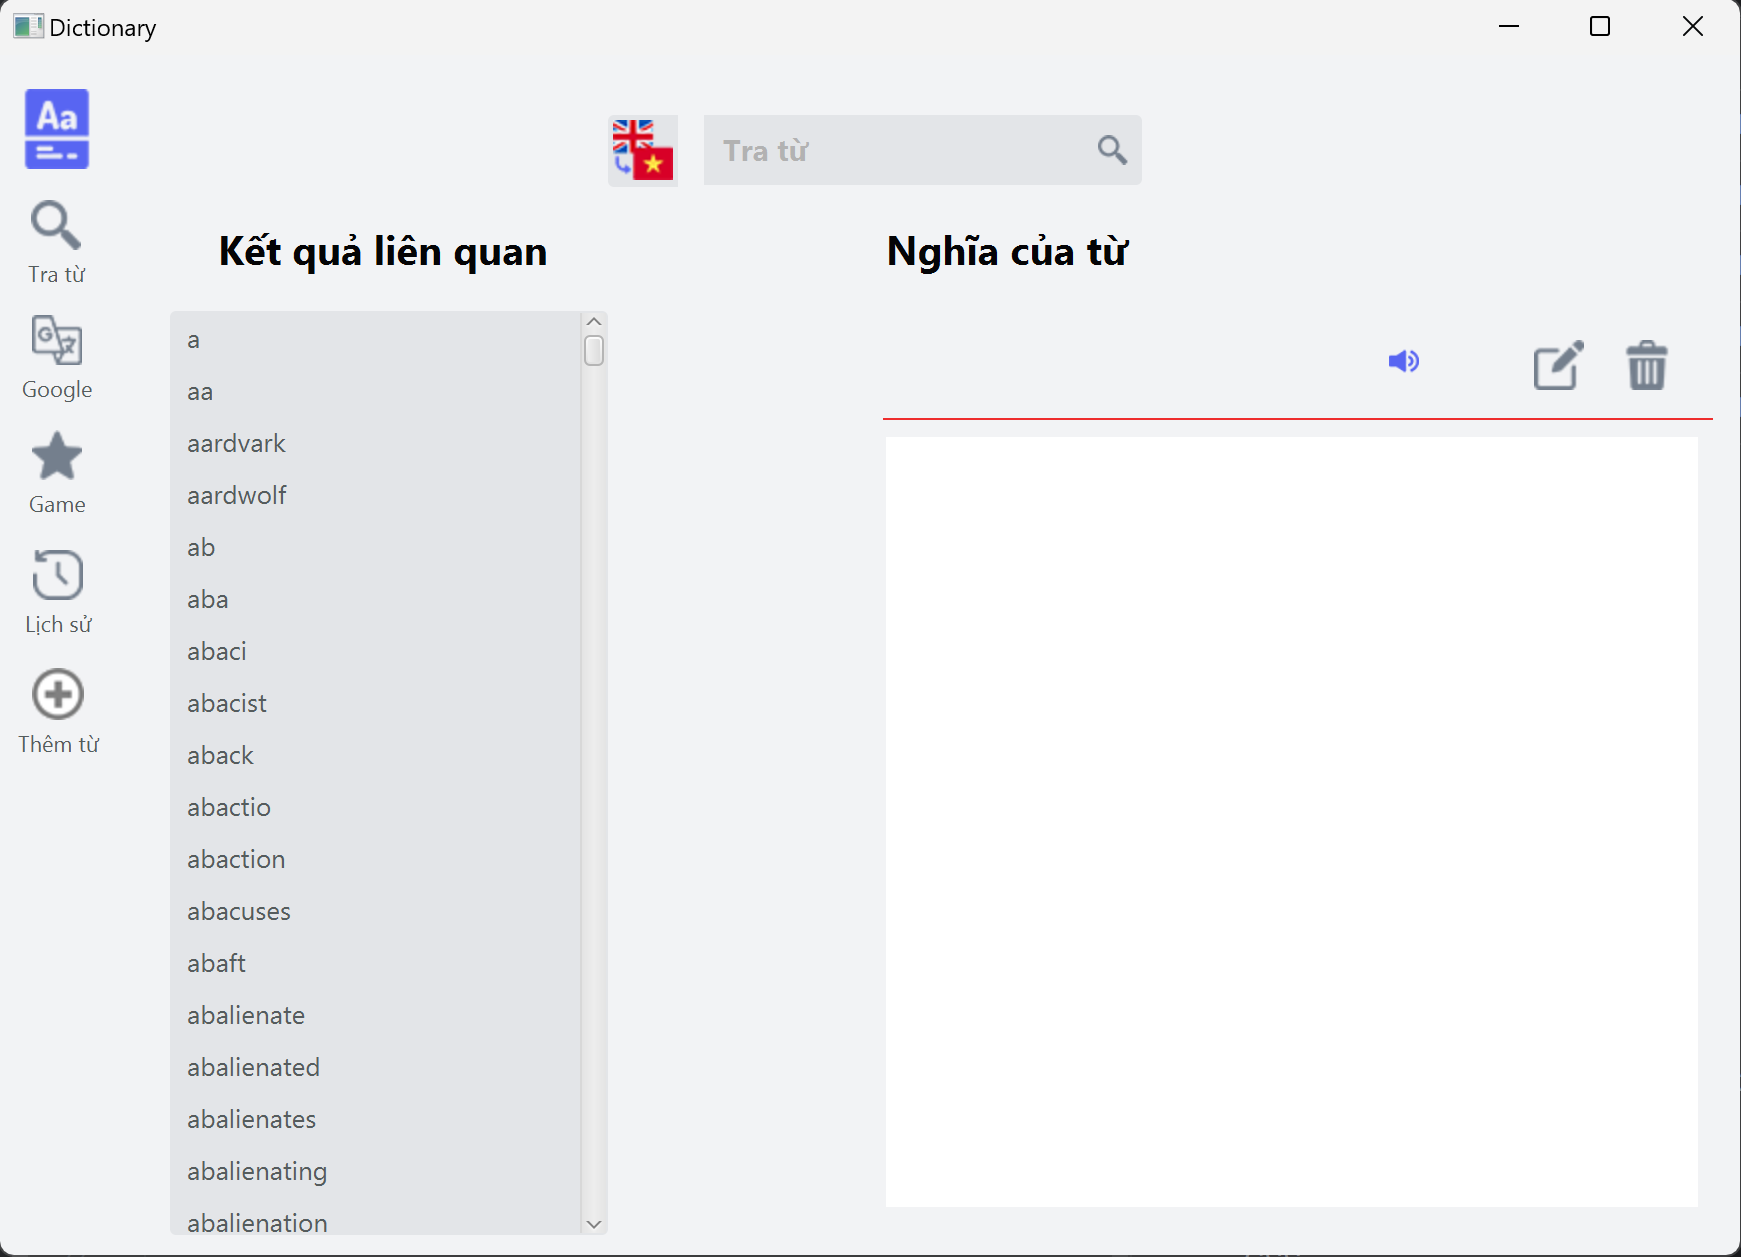 Dictionary
Aa
Tra từ
Tra từ
Google
Game
Lịch sử
Thêm từ
Kết quả liên quan
a
aa
aardvark
aardwolf
ab
aba
abaci
abacist
aback
abactio
abaction
abacuses
abaft
abalienate
abalienated
abalienates
abalienating
abalienation
Nghĩa của từ